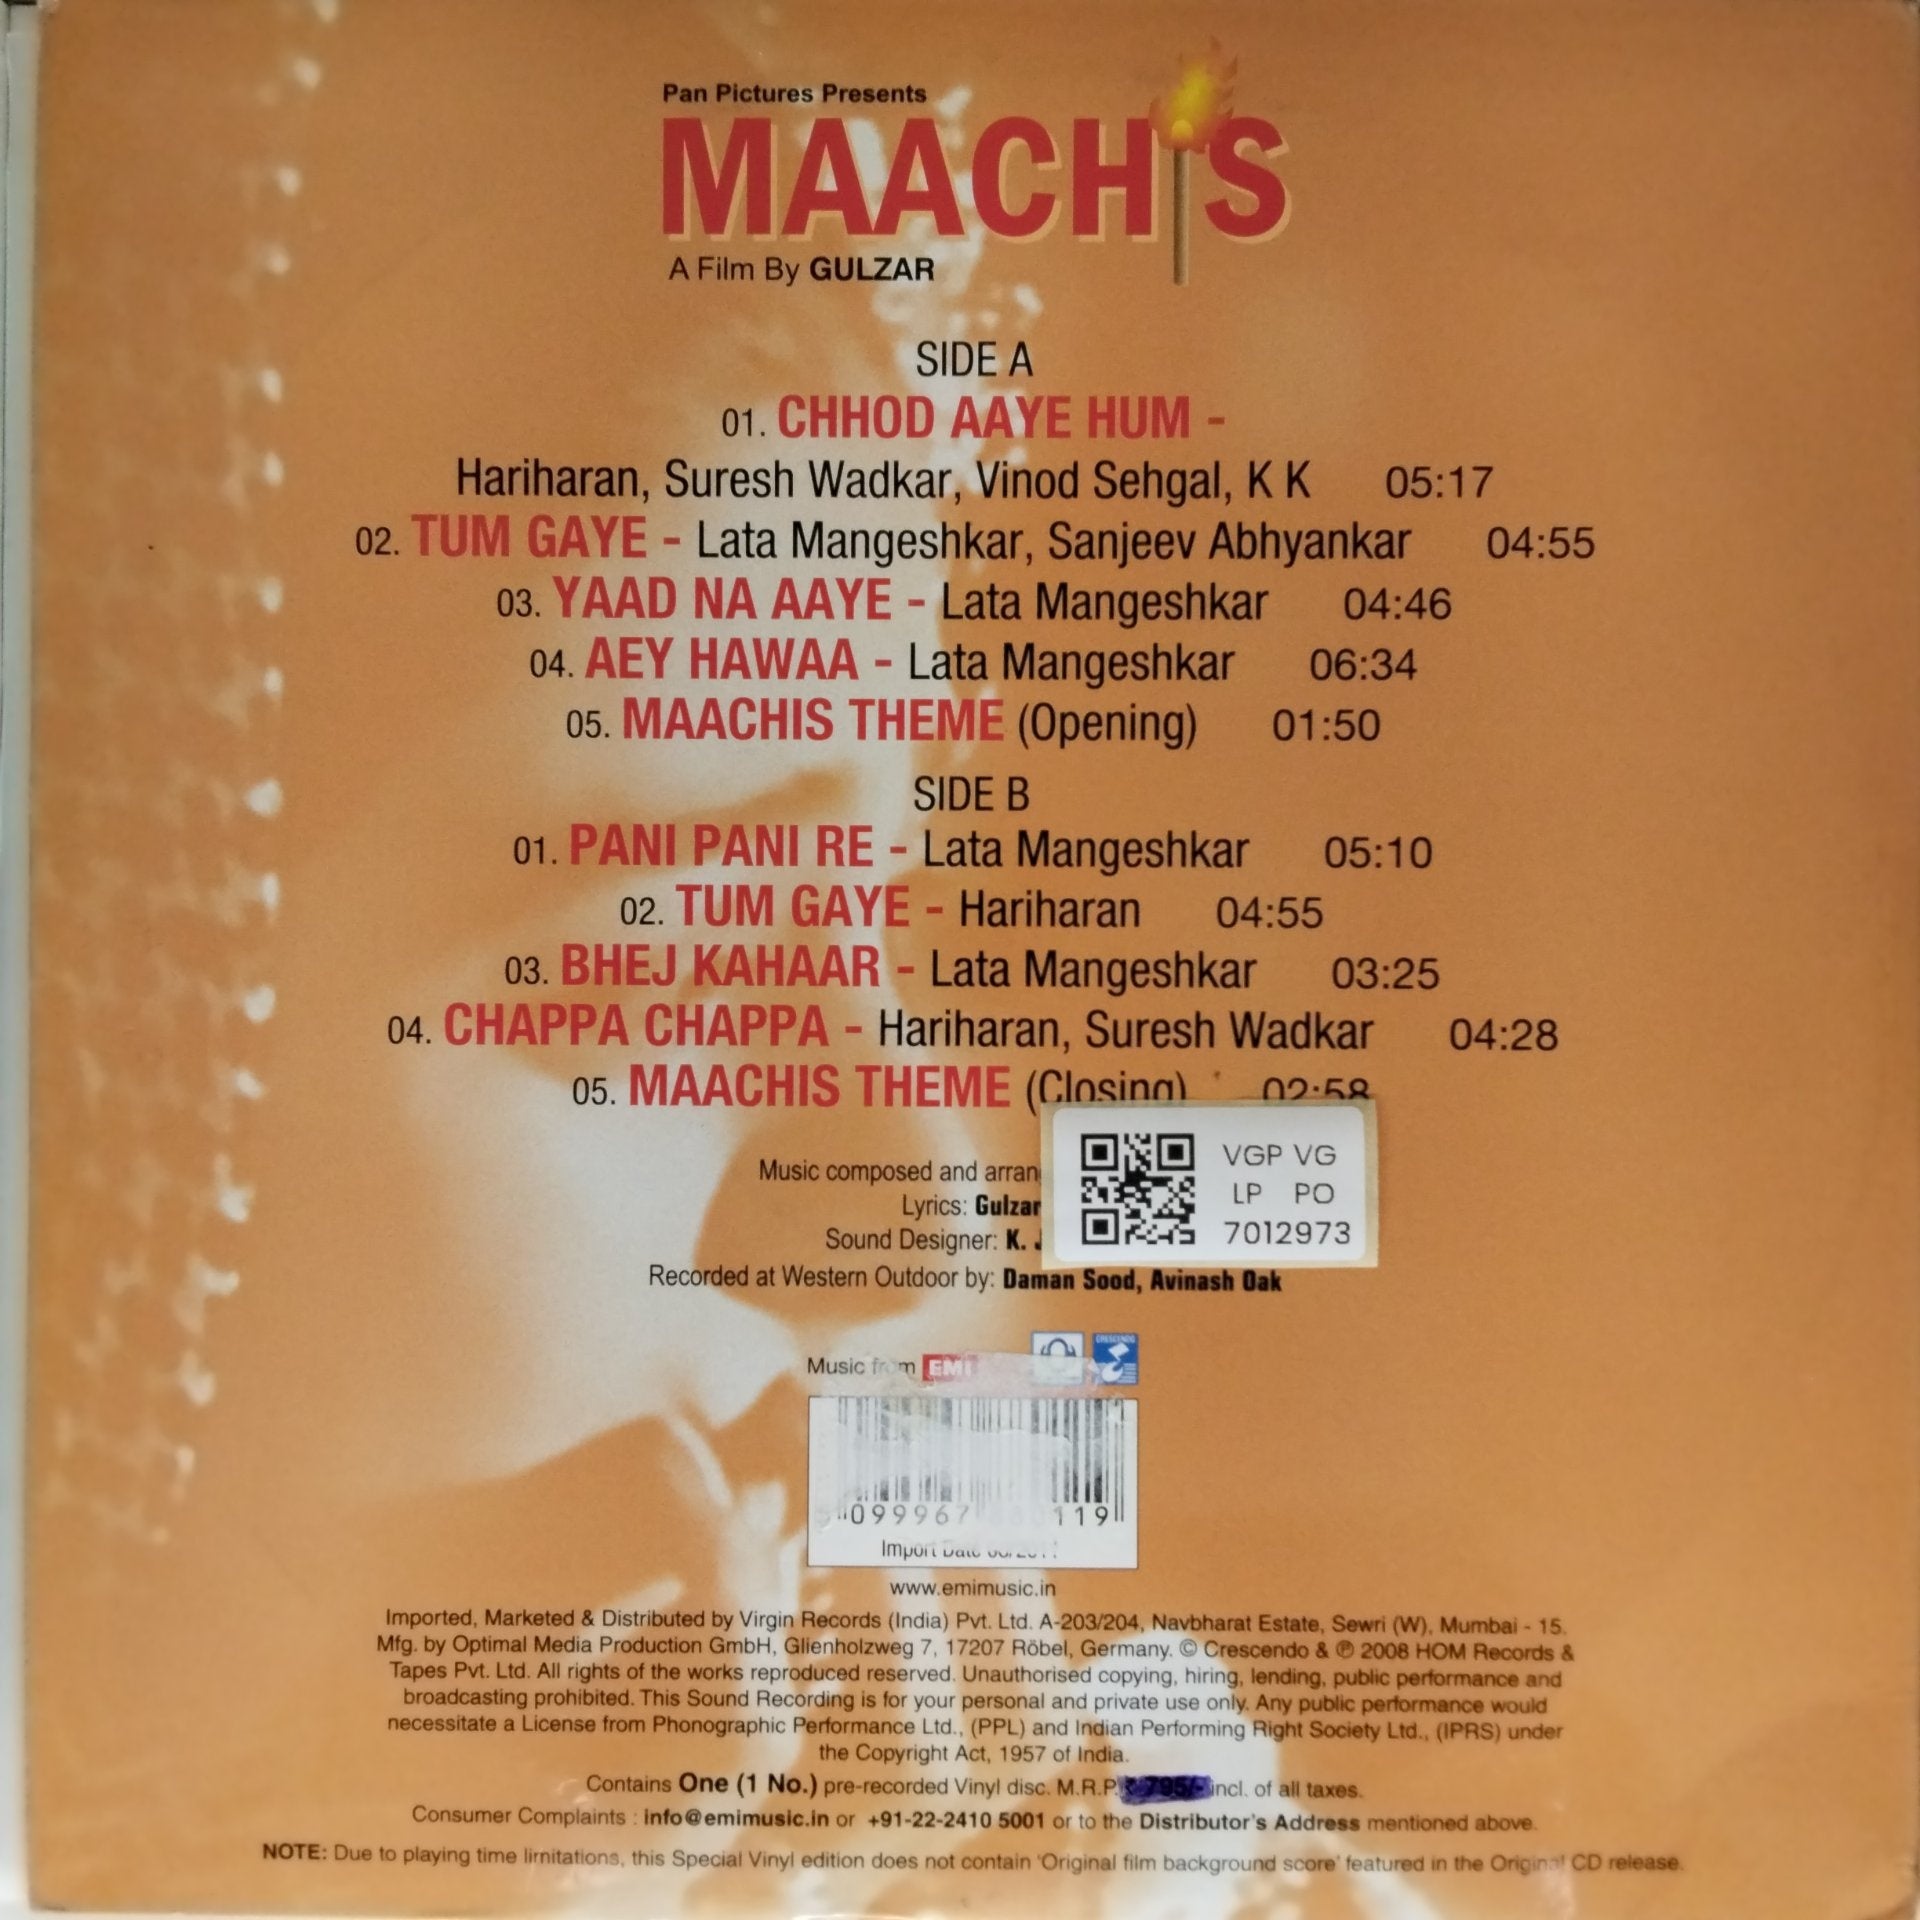 Pan Pictures Presents
MAACHIS
A Film By GULZAR
SIDE A
01. CHHOD AAYE HUM -
Hariharan, Suresh Wadkar, Vinod Sehgal, K K 05:17
02. TUM GAYE - Lata Mangeshkar, Sanjeev Abhyankar 04:55
03. YAAD NA AAYE - Lata Mangeshkar 04:46
04. AEY HAWAA - Lata Mangeshkar 06:34
05. MAACHIS THEME (Opening) 01:50
SIDE B
01. PANI PANI RE - Lata Mangeshkar 05:10
02. TUM GAYE - Hariharan 04:55
03. BHEJ KAHAAR - Lata Mangeshkar 03:25
04. CHAPPA CHAPPA - Hariharan, Suresh Wadkar 04:28
05. MAACHIS THEME (Closing) 02:58
Music composed and
Lyrics: Gulzar
Sound Designer: K.
Recorded at Western Outdoor by: Daman Sood, Avinash Oak
VGP VG
LP PO
7012973
Music from EMI
CRESCENDO
099967 119
Import Date
www.emimusic.in
Imported, Marketed & Distributed by Virgin Records (India) Pvt. Ltd. A-203/204, Navbharat Estate, Sewri (W), Mumbai - 15.
Mfg. by Optimal Media Production GmbH, Glienholzweg 7, 17207 Röbel, Germany. © Crescendo & ℗ 2008 HOM Records &
Tapes Pvt. Ltd. All rights of the works reproduced reserved. Unauthorised copying, hiring, lending, public performance and
broadcasting prohibited. This Sound Recording is for your personal and private use only. Any public performance would
necessitate a License from Phonographic Performance Ltd., (PPL) and Indian Performing Right Society Ltd., (IPRS) under
the Copyright Act, 1957 of India.
Contains One (1 No.) pre-recorded Vinyl disc. M.R.P. ₹ 795/- incl. of all taxes.
Consumer Complaints : info@emimusic.in or +91-22-2410 5001 or to the Distributor's Address mentioned above.
NOTE: Due to playing time limitations, this Special Vinyl edition does not contain 'Original film background score' featured in the Original CD release.